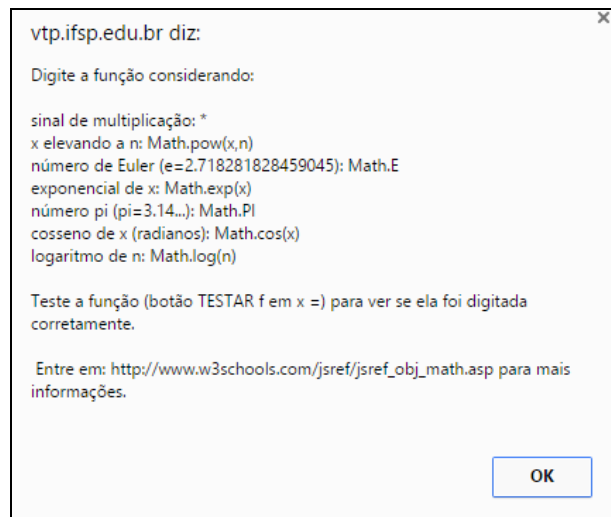 vtp.ifsp.edu.br diz:
Digite a função considerando:
sinal de multiplicação: *
x elevando a n: Math.pow(x,n)
número de Euler (e=2.718281828459045): Math.E
exponencial de x: Math.exp(x)
número pi (pi=3.14...): Math.PI
cosseno de x (radianos): Math.cos(x)
logaritmo de n: Math.log(n)
Teste a função (botão TESTAR f em x =) para ver se ela foi digitada
corretamente.
Entre em: http://www.w3schools.com/jsref/jsref_obj_math.asp para mais
informações.
OK